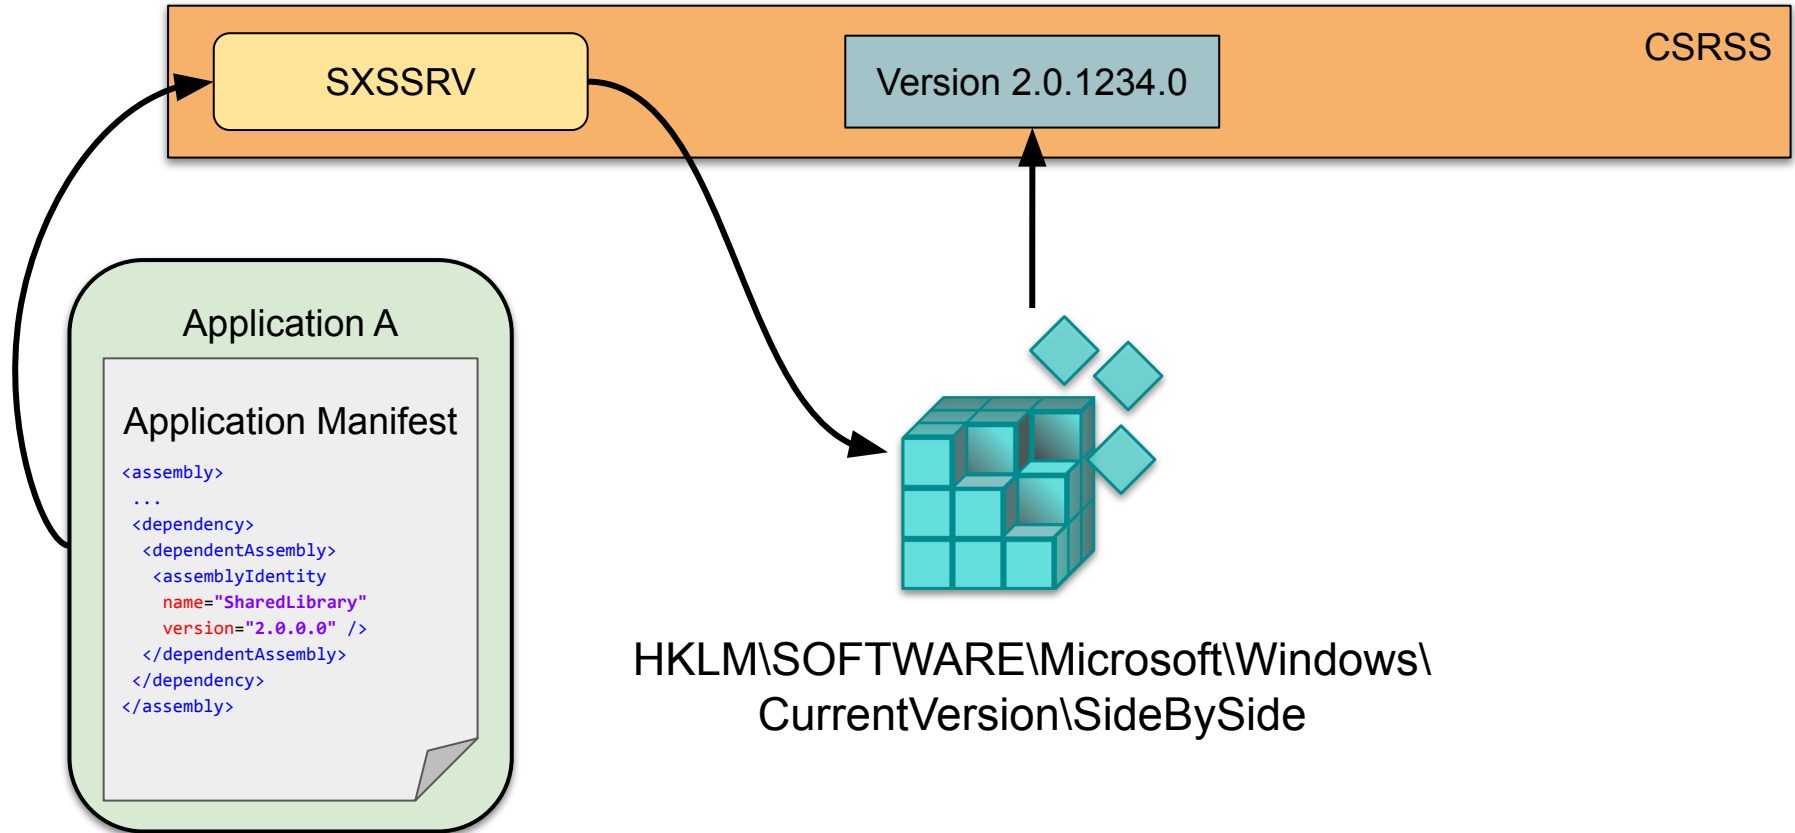 CSRSS
SXSSRV
Version 2.0.1234.0
Application A
Application Manifest
<assembly>
...
<dependency>
<dependentAssembly>
<assemblyIdentity
name="SharedLibrary"
version="2.0.0.0" />
</dependentAssembly>
</dependency>
</assembly>
HKLM\SOFTWARE\Microsoft\Windows\
CurrentVersion\SideBySide